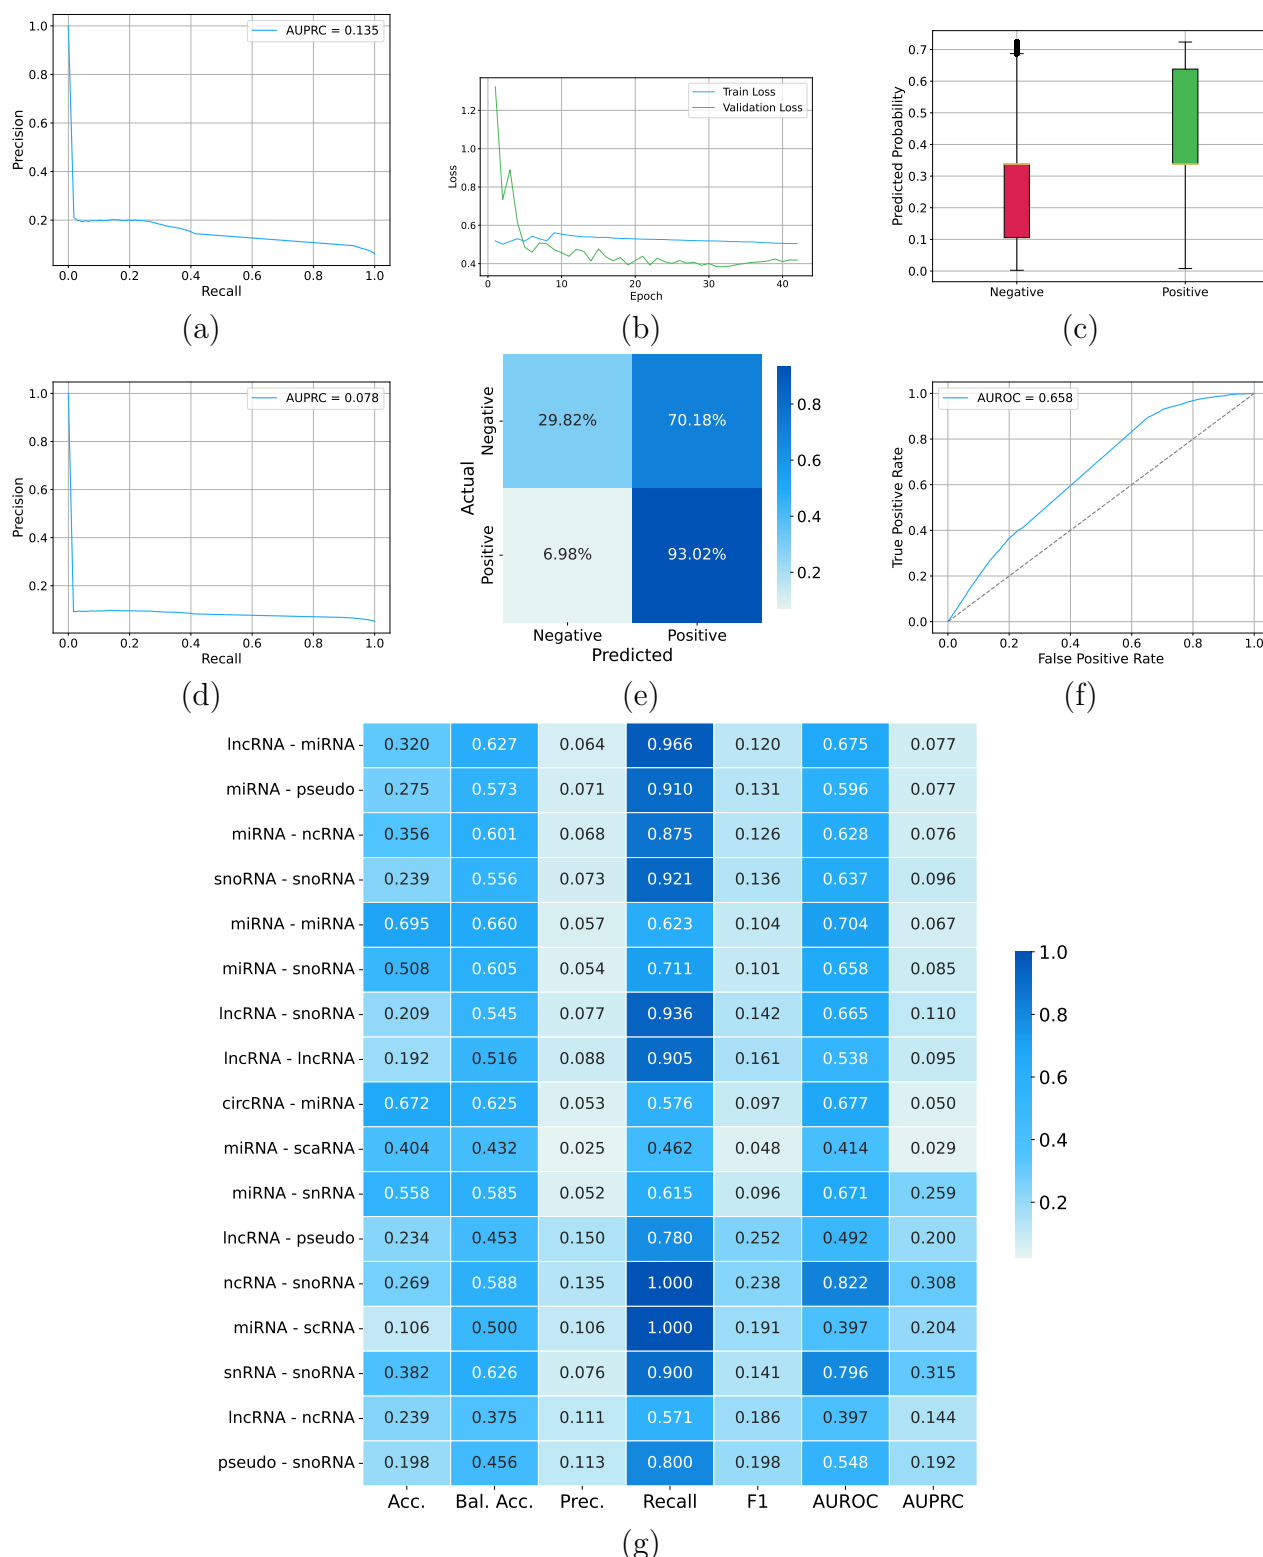 AUPRC = 0.135
Precision
1.0
0.8
0.6
0.4
0.2
0.0 0.2 0.4 0.6 0.8 1.0
Recall
(a)
Train Loss
Validation Loss
Loss
1.2
1.0
0.8
0.6
0.4
0 10 20 30 40
Epoch
(b)
Predicted Probability
0.7
0.6
0.5
0.4
0.3
0.2
0.1
0.0
Negative Positive
(c)
AUPRC = 0.078
Precision
1.0
0.8
0.6
0.4
0.2
0.0 0.2 0.4 0.6 0.8 1.0
Recall
(d)
Actual
Negative 29.82% 70.18%
Positive 6.98% 93.02%
Negative Positive
Predicted
0.8
0.6
0.4
0.2
(e)
AUROC = 0.658
True Positive Rate
1.0
0.8
0.6
0.4
0.2
0.0
0.0 0.2 0.4 0.6 0.8 1.0
False Positive Rate
(f)
lncRNA - miRNA 0.320 0.627 0.064 0.966 0.120 0.675 0.077
miRNA - pseudo 0.275 0.573 0.071 0.910 0.131 0.596 0.077
miRNA - ncRNA 0.356 0.601 0.068 0.875 0.126 0.628 0.076
snoRNA - snoRNA 0.239 0.556 0.073 0.921 0.136 0.637 0.096
miRNA - miRNA 0.695 0.660 0.057 0.623 0.104 0.704 0.067
miRNA - snoRNA 0.508 0.605 0.054 0.711 0.101 0.658 0.085
lncRNA - snoRNA 0.209 0.545 0.077 0.936 0.142 0.665 0.110
lncRNA - lncRNA 0.192 0.516 0.088 0.905 0.161 0.538 0.095
circRNA - miRNA 0.672 0.625 0.053 0.576 0.097 0.677 0.050
miRNA - scaRNA 0.404 0.432 0.025 0.462 0.048 0.414 0.029
miRNA - snRNA 0.558 0.585 0.052 0.615 0.096 0.671 0.259
lncRNA - pseudo 0.234 0.453 0.150 0.780 0.252 0.492 0.200
ncRNA - snoRNA 0.269 0.588 0.135 1.000 0.238 0.822 0.308
miRNA - scRNA 0.106 0.500 0.106 1.000 0.191 0.397 0.204
snRNA - snoRNA 0.382 0.626 0.076 0.900 0.141 0.796 0.315
lncRNA - ncRNA 0.239 0.375 0.111 0.571 0.186 0.397 0.144
pseudo - snoRNA 0.198 0.456 0.113 0.800 0.198 0.548 0.192
Acc. Bal. Acc. Prec. Recall F1 AUROC AUPRC
1.0
0.8
0.6
0.4
0.2
(g)